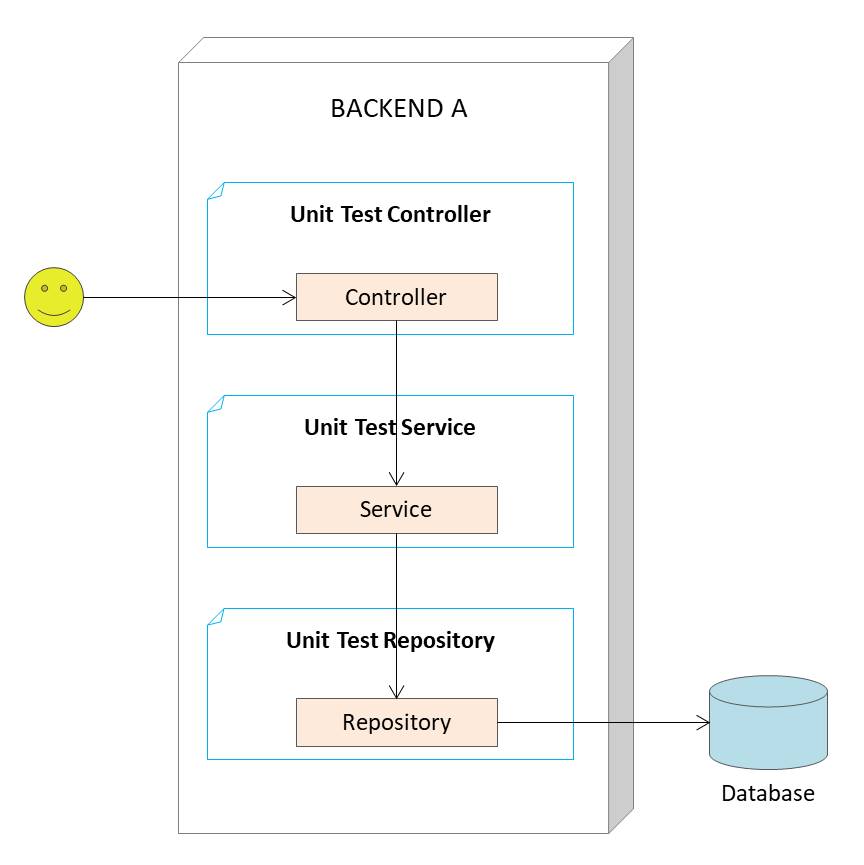 BACKEND A
Unit Test Controller
Controller
Unit Test Service
Service
Unit Test Repository
Repository
Database